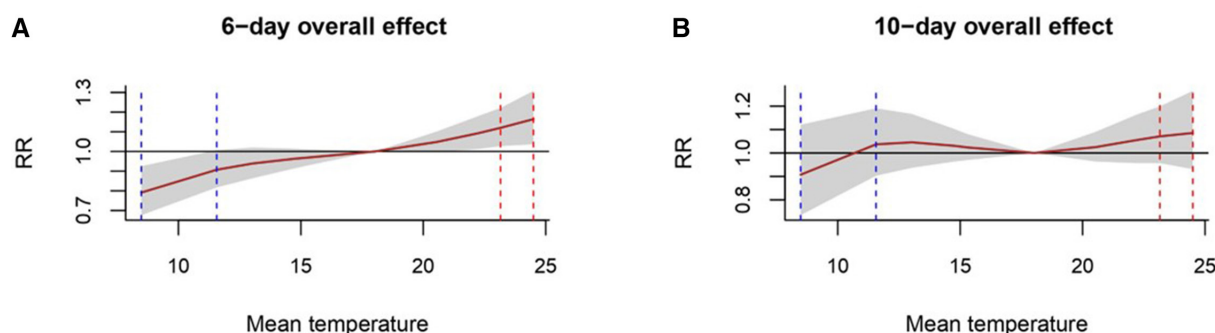 A
6−day overall effect
RR
1.3
1.0
0.7
10
15
20
25
Mean temperature
B
10−day overall effect
RR
1.2
1.0
0.8
10
15
20
25
Mean temperature